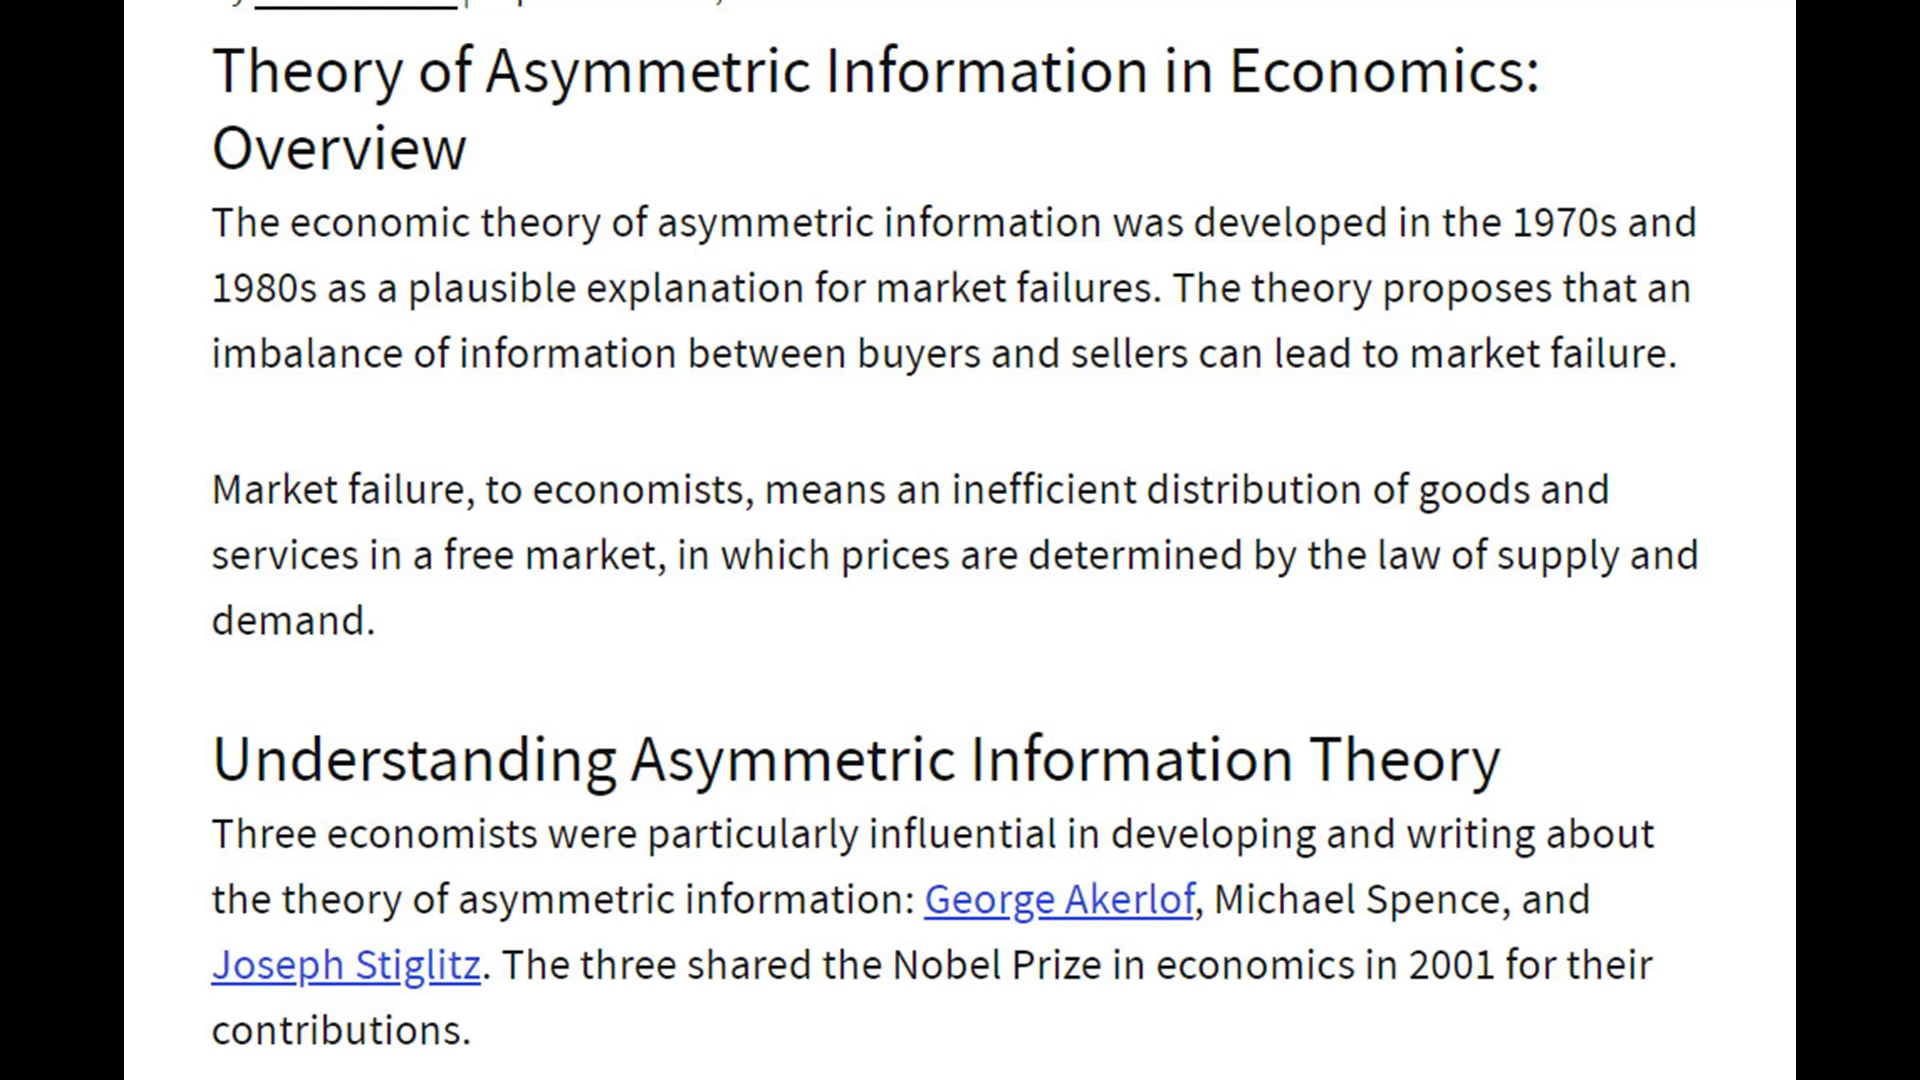 Theory of Asymmetric Information in Economics:
Overview
The economic theory of asymmetric information was developed in the 1970s and
1980s as a plausible explanation for market failures. The theory proposes that an
imbalance of information between buyers and sellers can lead to market failure.
Market failure, to economists, means an inefficient distribution of goods and
services in a free market, in which prices are determined by the law of supply and
demand.
Understanding Asymmetric Information Theory
Three economists were particularly influential in developing and writing about
the theory of asymmetric information: George Akerlof, Michael Spence, and
Joseph Stiglitz. The three shared the Nobel Prize in economics in 2001 for their
contributions.